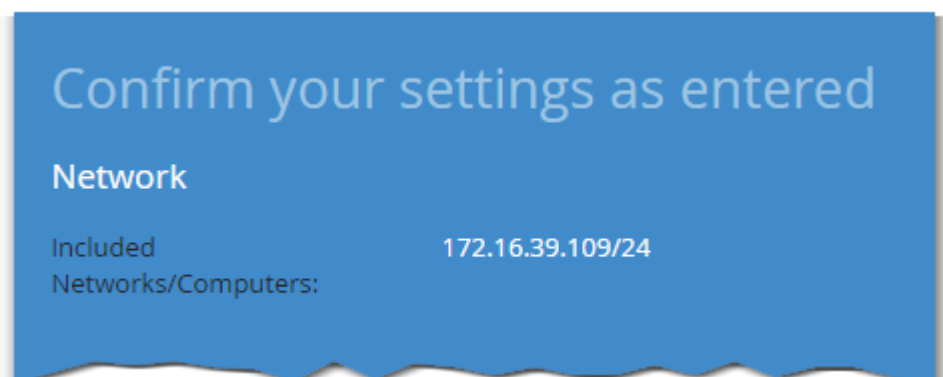 Confirm your settings as entered
Network
Included 172.16.39.109/24
Networks/Computers: